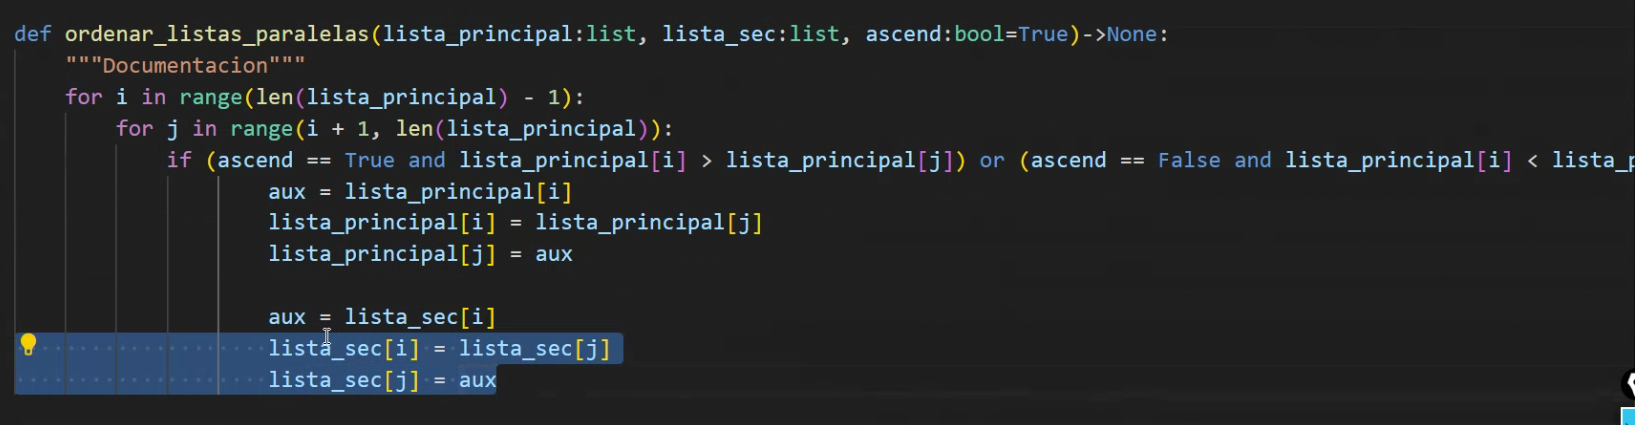 def ordenar_listas_paralelas(lista_principal:list, lista_sec:list, ascend:bool=True)->None:
    """Documentacion"""
    for i in range(len(lista_principal) - 1):
        for j in range(i + 1, len(lista_principal)):
            if (ascend == True and lista_principal[i] > lista_principal[j]) or (ascend == False and lista_principal[i] < lista_p
                    aux = lista_principal[i]
                    lista_principal[i] = lista_principal[j]
                    lista_principal[j] = aux
                    aux = lista_sec[i]
                    lista_sec[i] = lista_sec[j]
                    lista_sec[j] = aux